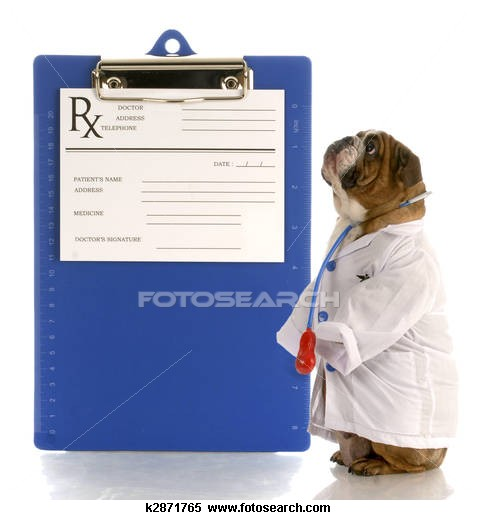 Rx
DOCTOR
ADDRESS
TELEPHONE
DATE : / /
PATIENT'S NAME
ADDRESS
MEDICINE
DOCTOR'S SIGNATURE
FOTOSEARCH
k2871765 www.fotosearch.com